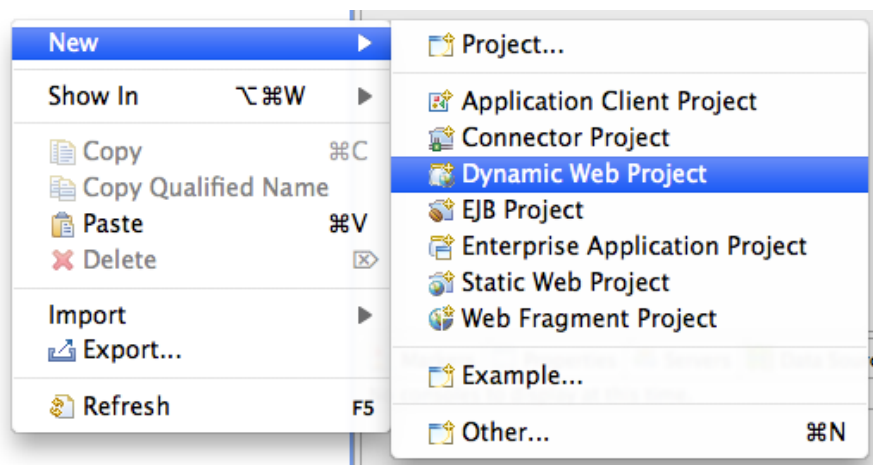 New
Show In ⌥⌘W
Copy ⌘C
Copy Qualified Name
Paste ⌘V
Delete ⌦
Import
Export...
Refresh F5
Project...
Application Client Project
Connector Project
Dynamic Web Project
EJB Project
Enterprise Application Project
Static Web Project
Web Fragment Project
Example...
Other... ⌘N